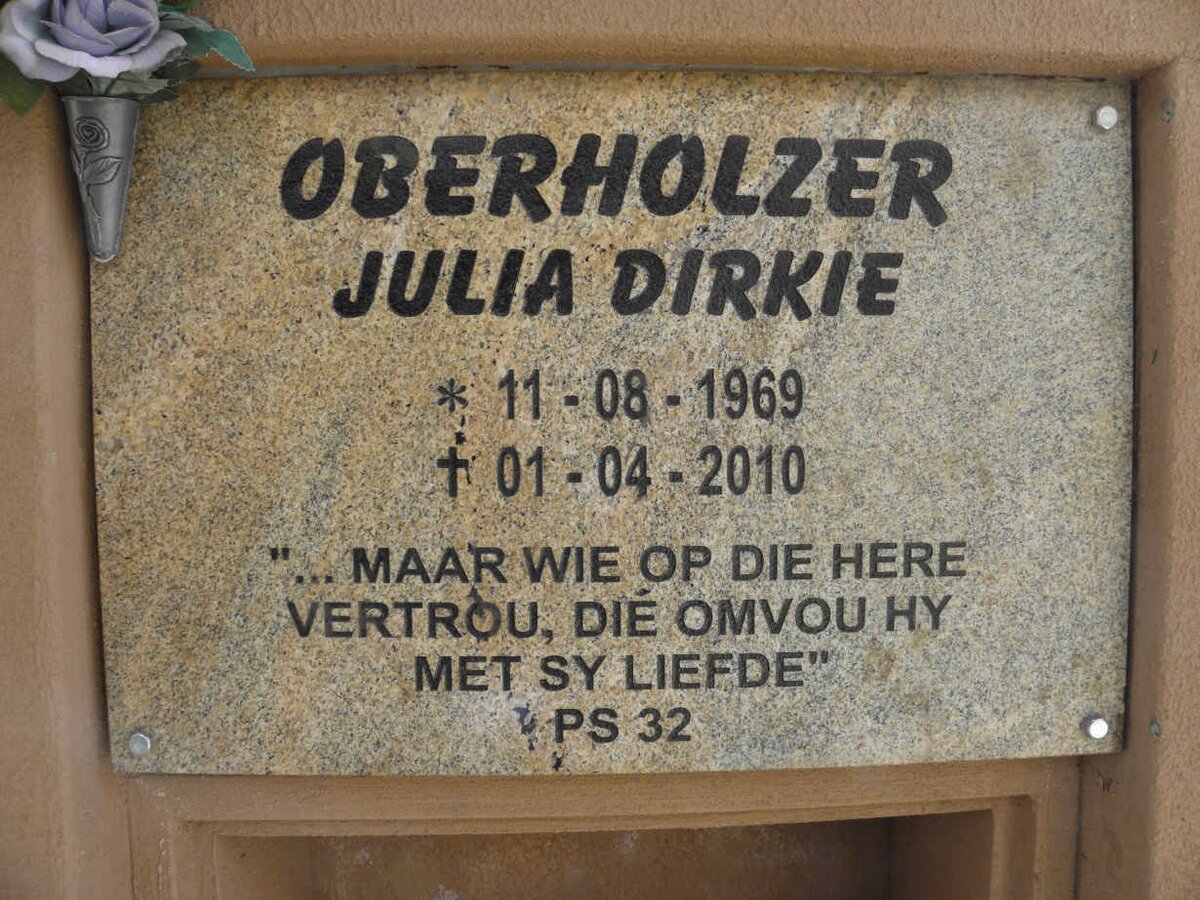 OBERHOLZER
JULIA DIRKIE
* 11 - 08 - 1969
✝ 01 - 04 - 2010
"... MAAR WIE OP DIE HERE
VERTROU, DIÉ OMVOU HY
MET SY LIEFDE"
PS 32